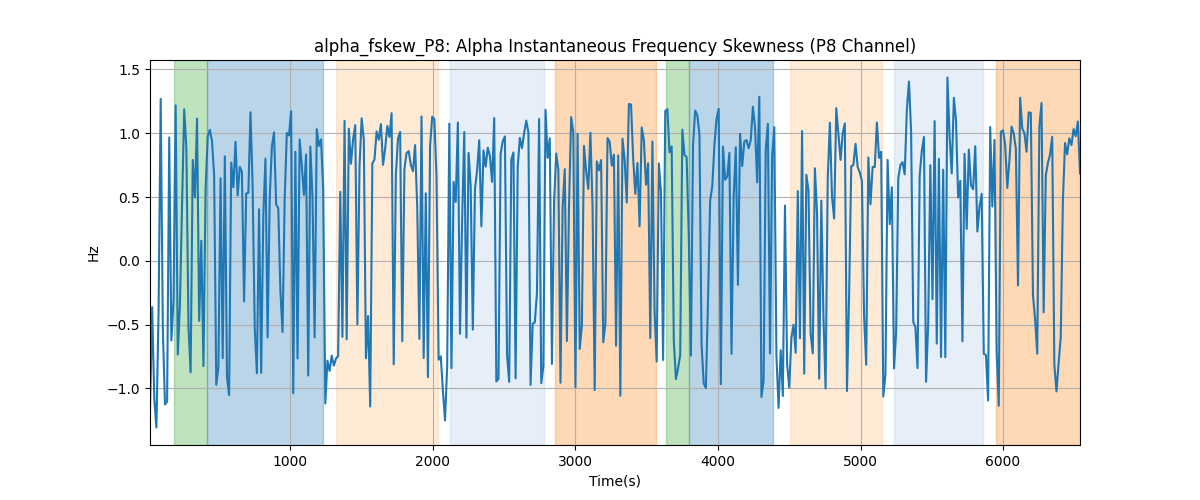 alpha_fskew_P8: Alpha Instantaneous Frequency Skewness (P8 Channel)
1.5
1.0
0.5
0.0
−0.5
−1.0
Hz
1000 2000 3000 4000 5000 6000
Time(s)